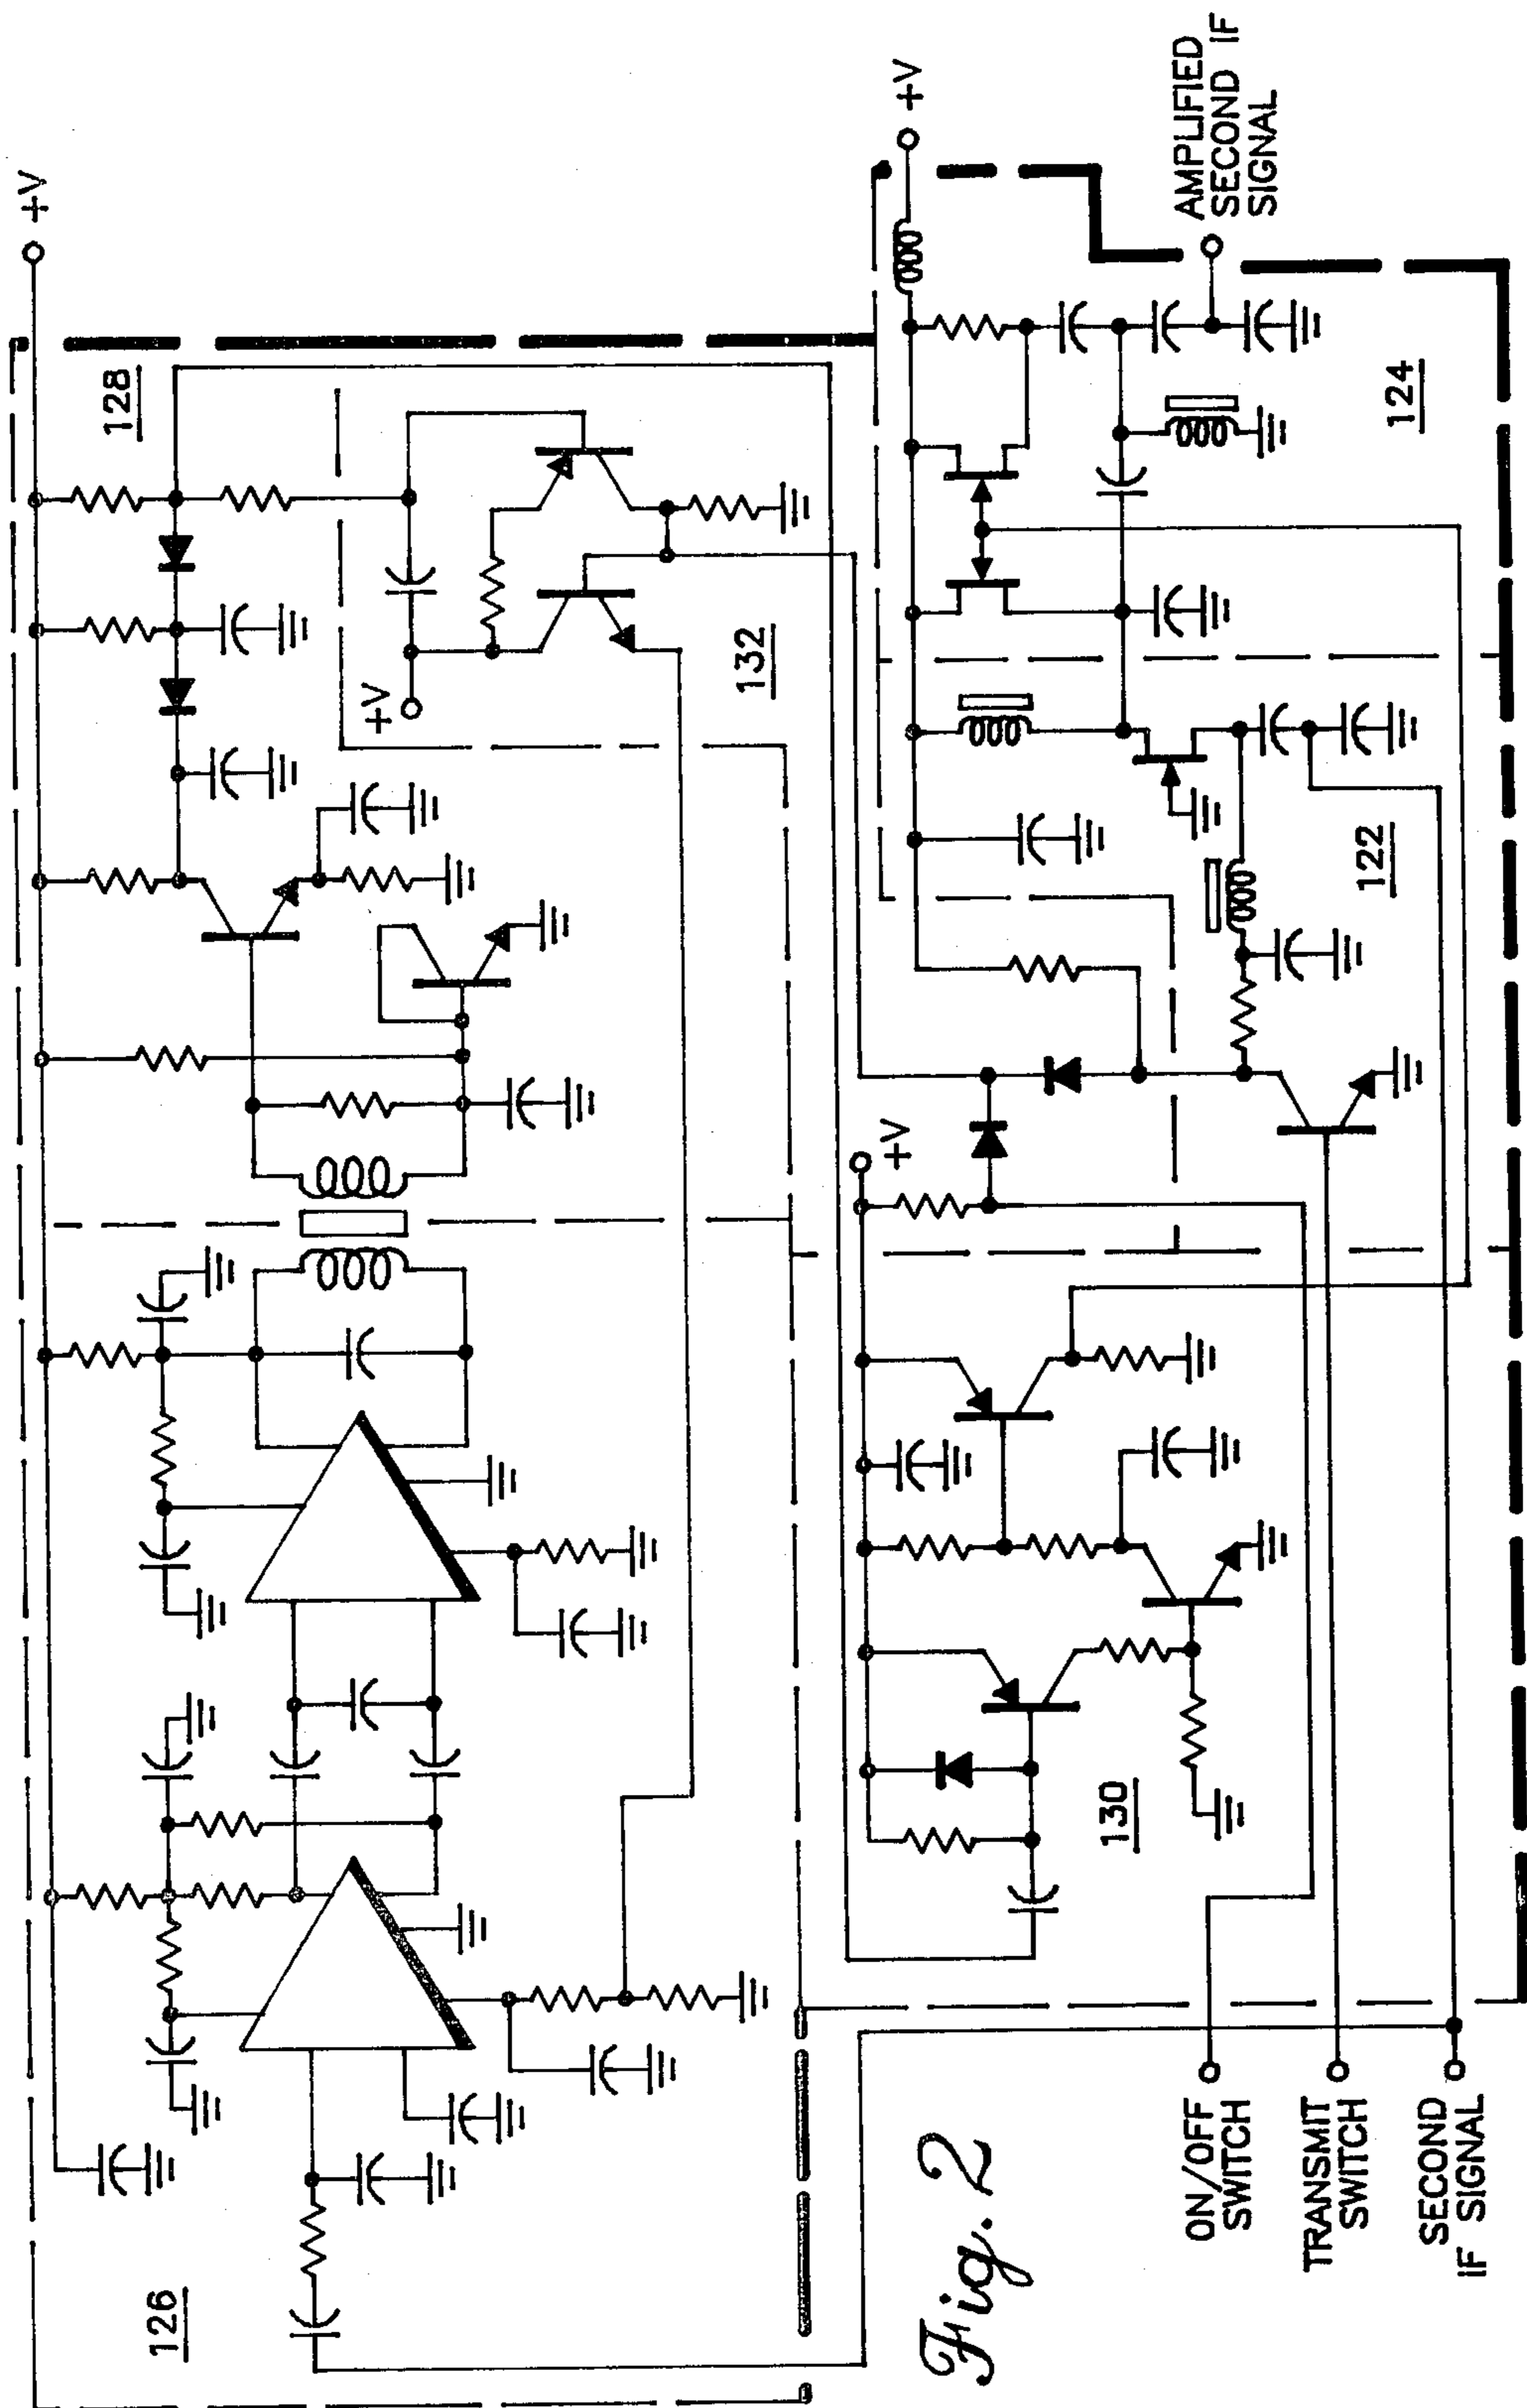 +V
128
132
+V
126
+V
AMPLIFIED
SECOND IF
SIGNAL
124
122
+V
130
ON/OFF
SWITCH
TRANSMIT
SWITCH
SECOND
IF SIGNAL
Fig. 2